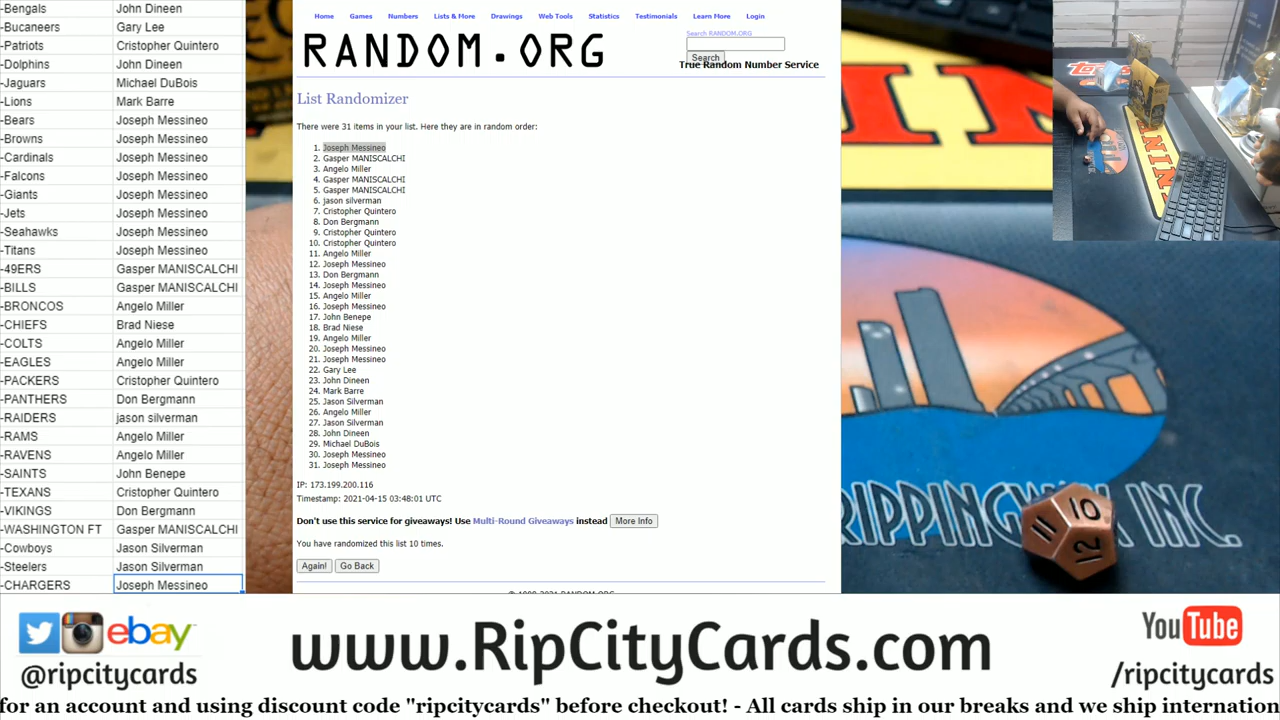 -Bengals John Dineen
-Bucaneers Gary Lee
-Patriots Cristopher Quintero
-Dolphins John Dineen
-Jaguars Michael DuBois
-Lions Mark Barre
-Bears Joseph Messineo
-Browns Joseph Messineo
-Cardinals Joseph Messineo
-Falcons Joseph Messineo
-Giants Joseph Messineo
-Jets Joseph Messineo
-Seahawks Joseph Messineo
-Titans Joseph Messineo
-49ERS Gasper MANISCALCHI
-BILLS Gasper MANISCALCHI
-BRONCOS Angelo Miller
-CHIEFS Brad Niese
-COLTS Angelo Miller
-EAGLES Angelo Miller
-PACKERS Cristopher Quintero
-PANTHERS Don Bergmann
-RAIDERS jason silverman
-RAMS Angelo Miller
-RAVENS Angelo Miller
-SAINTS John Benepe
-TEXANS Cristopher Quintero
-VIKINGS Don Bergmann
-WASHINGTON FT Gasper MANISCALCHI
-Cowboys Jason Silverman
-Steelers Jason Silverman
-CHARGERS Joseph Messineo
Home Games Numbers Lists & More Drawings Web Tools Statistics Testimonials Learn More Login
RANDOM.ORG
Search RANDOM.ORG
Search
True Random Number Service
List Randomizer
There were 31 items in your list. Here they are in random order:
1. Joseph Messineo
2. Gasper MANISCALCHI
3. Angelo Miller
4. Gasper MANISCALCHI
5. Gasper MANISCALCHI
6. jason silverman
7. Cristopher Quintero
8. Don Bergmann
9. Cristopher Quintero
10. Cristopher Quintero
11. Angelo Miller
12. Joseph Messineo
13. Don Bergmann
14. Joseph Messineo
15. Angelo Miller
16. Joseph Messineo
17. John Benepe
18. Brad Niese
19. Angelo Miller
20. Joseph Messineo
21. Joseph Messineo
22. Gary Lee
23. John Dineen
24. Mark Barre
25. Jason Silverman
26. Angelo Miller
27. Jason Silverman
28. John Dineen
29. Michael DuBois
30. Joseph Messineo
31. Joseph Messineo
IP: 173.199.200.116
Timestamp: 2021-04-15 03:48:01 UTC
Don't use this service for giveaways! Use Multi-Round Giveaways instead More Info
You have randomized this list 10 times.
Again! Go Back
RIPPINGWAX INC.
11 10 12
ebay
@ripcitycards
www.RipCityCards.com
YouTube
/ripcitycards
for an account and using discount code "ripcitycards" before checkout! - All cards ship in our breaks and we ship internation